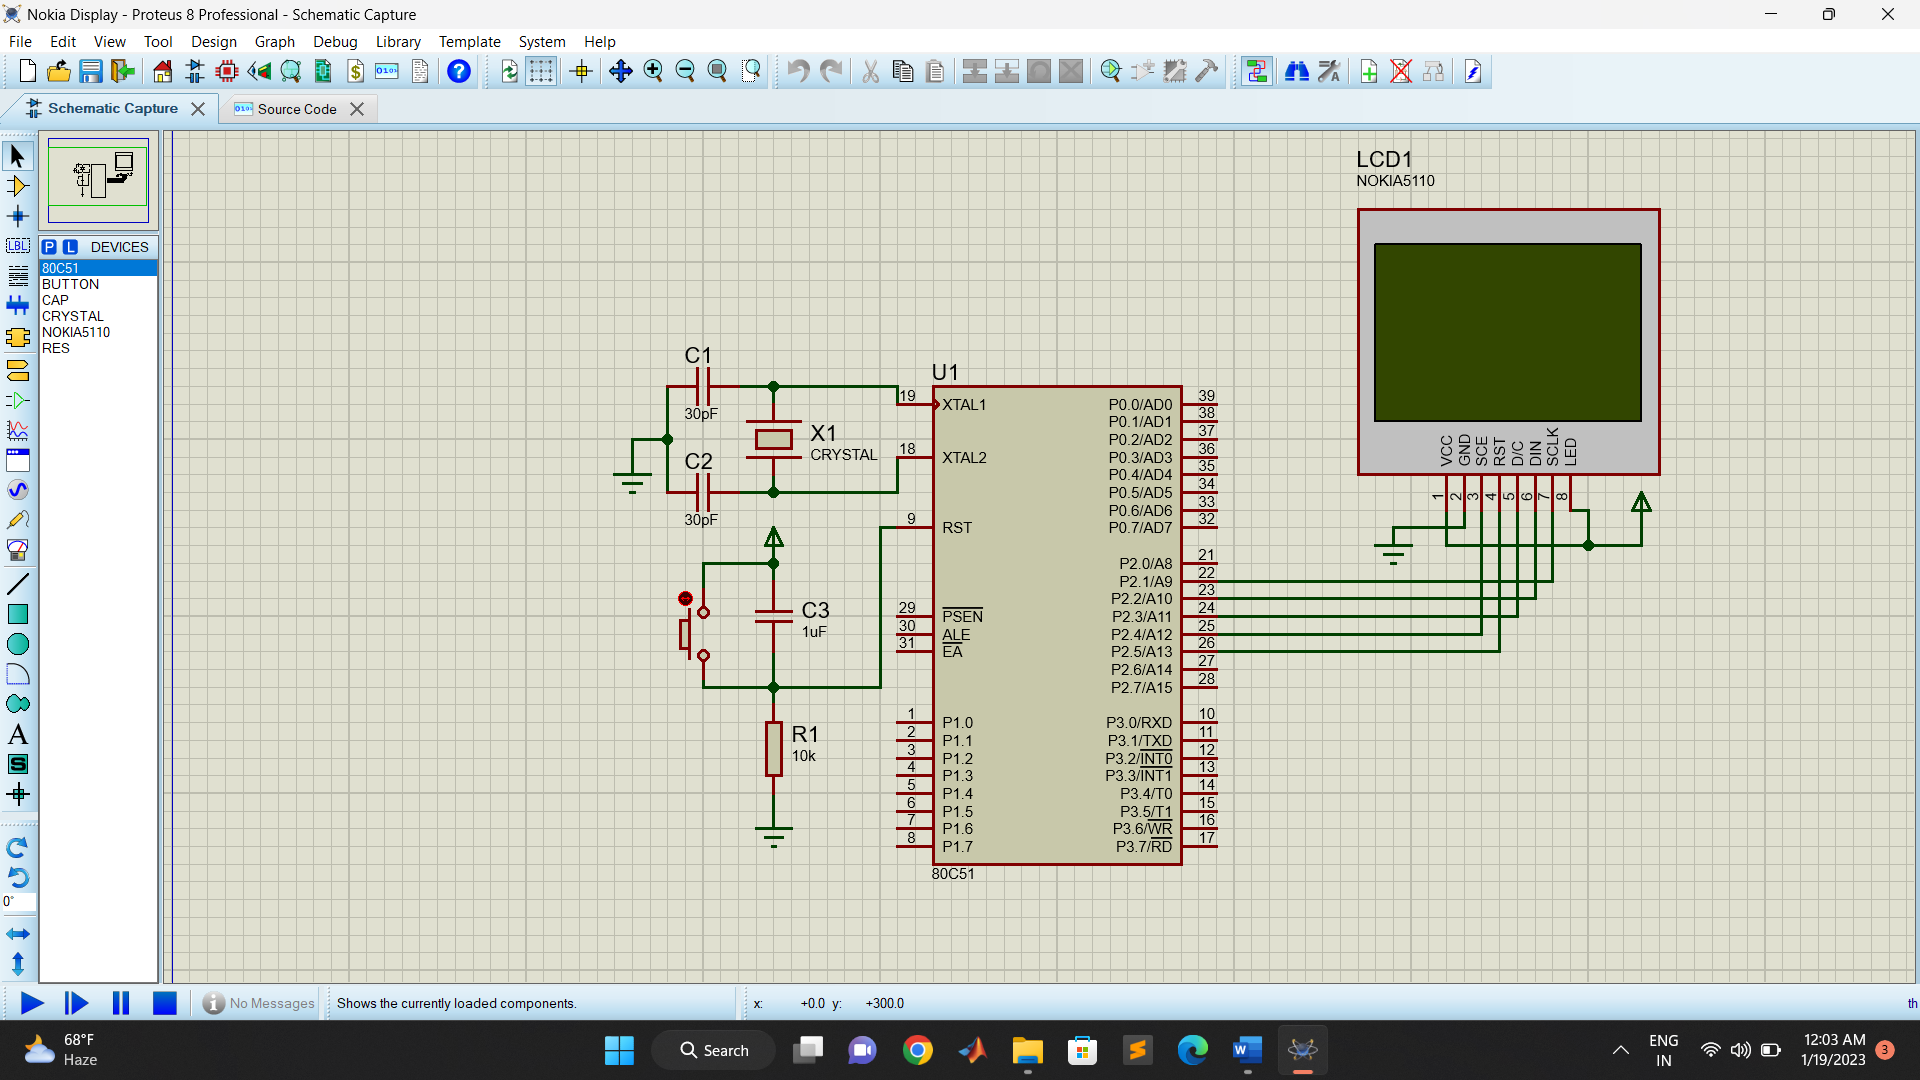 Nokia Display - Proteus 8 Professional - Schematic Capture
File Edit View Tool Design Graph Debug Library Template System Help
Schematic Capture
Source Code
P L DEVICES
80C51
BUTTON
CAP
CRYSTAL
NOKIA5110
RES
LBL
A
S
0°
LCD1
NOKIA5110
VCC
GND
SCE
RST
D/C
DIN
SCLK
LED
1 2 3 4 5 6 7 8
C1
30pF
X1
CRYSTAL
C2
30pF
C3
1uF
R1
10k
U1
19 XTAL1
18 XTAL2
9 RST
29 PSEN
30 ALE
31 EA
1 P1.0
2 P1.1
3 P1.2
4 P1.3
5 P1.4
6 P1.5
7 P1.6
8 P1.7
P0.0/AD0 39
P0.1/AD1 38
P0.2/AD2 37
P0.3/AD3 36
P0.4/AD4 35
P0.5/AD5 34
P0.6/AD6 33
P0.7/AD7 32
P2.0/A8 21
P2.1/A9 22
P2.2/A10 23
P2.3/A11 24
P2.4/A12 25
P2.5/A13 26
P2.6/A14 27
P2.7/A15 28
P3.0/RXD 10
P3.1/TXD 11
P3.2/INT0 12
P3.3/INT1 13
P3.4/T0 14
P3.5/T1 15
P3.6/WR 16
P3.7/RD 17
80C51
No Messages
Shows the currently loaded components.
x: +0.0 y: +300.0
th
68°F
Haze
Search
ENG
IN
12:03 AM
1/19/2023
3